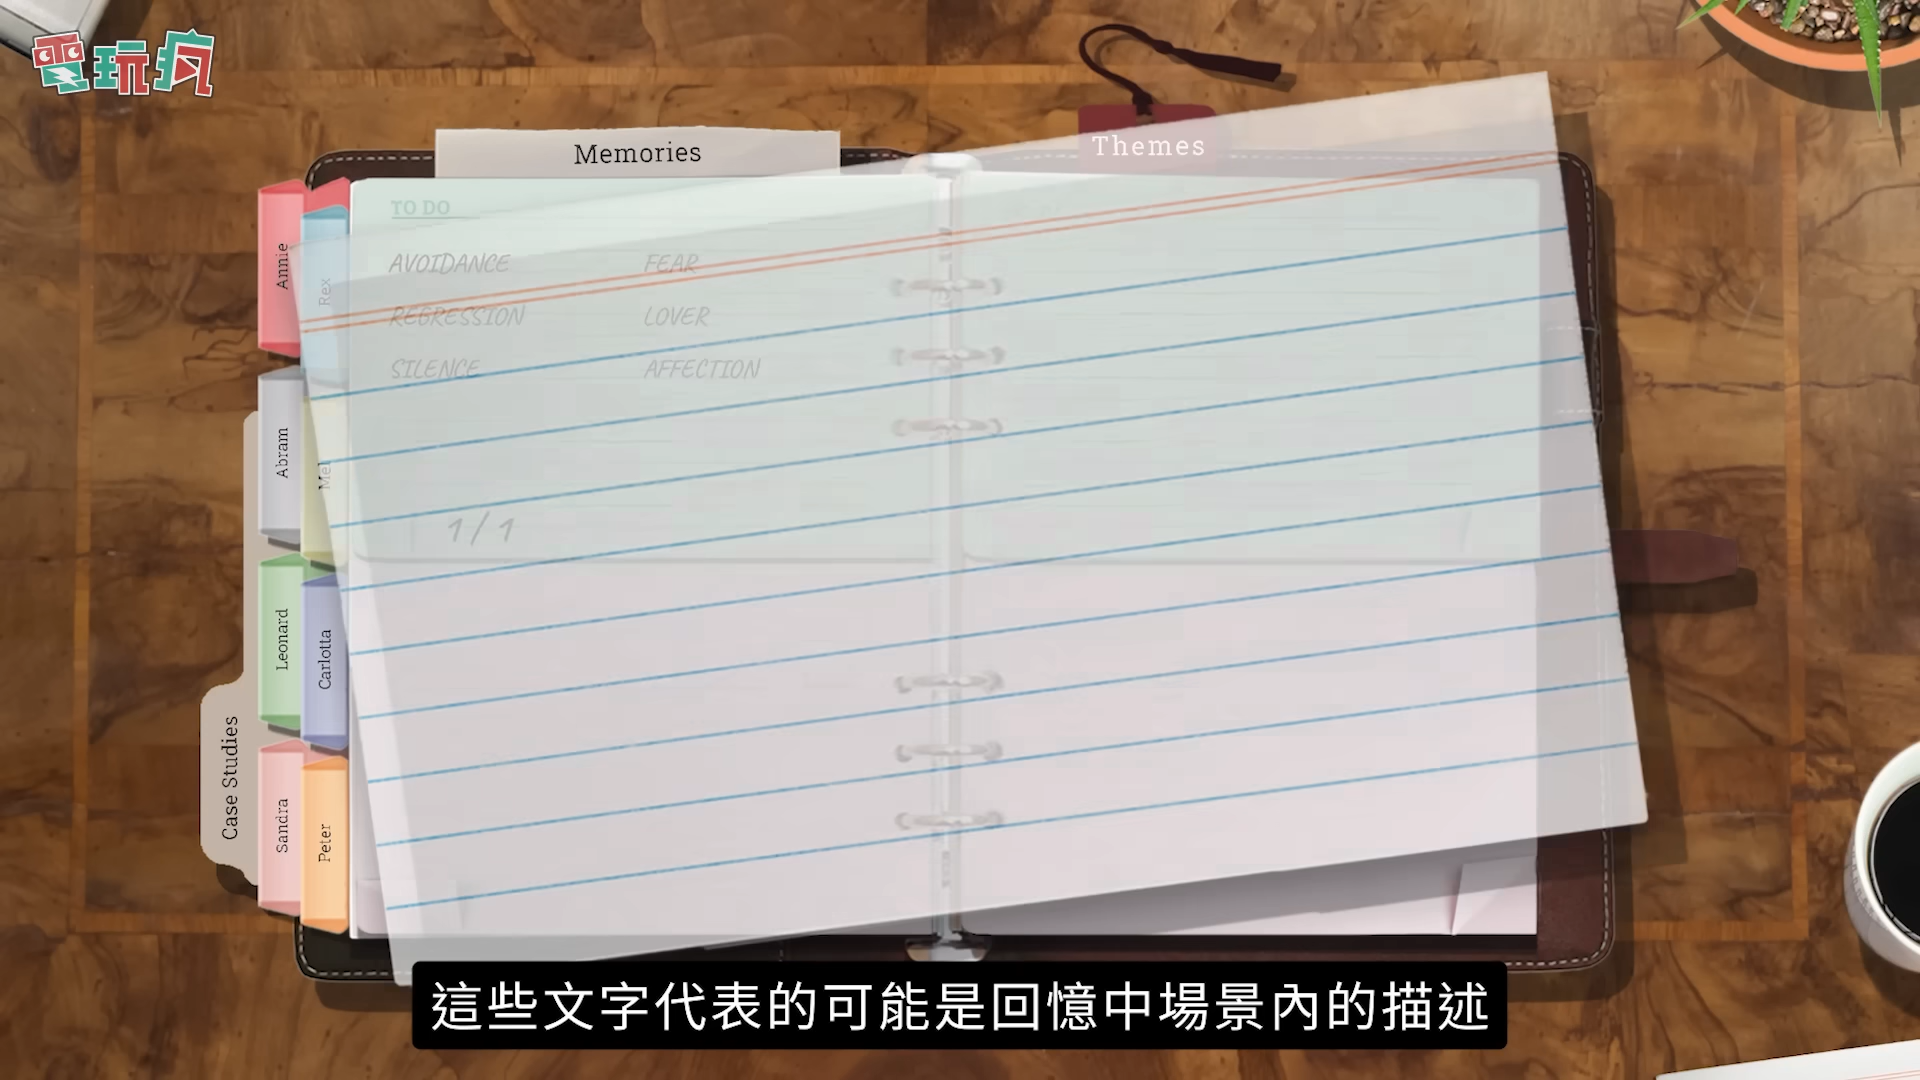 電玩瘋
Memories
Themes
TO DO
AVOIDANCE FEAR
REGRESSION LOVER
SILENCE AFFECTION
1/1
Annie
Rex
Abram
Mel
Leonard
Carlotta
Case Studies
Sandra
Peter
這些文字代表的可能是回憶中場景內的描述